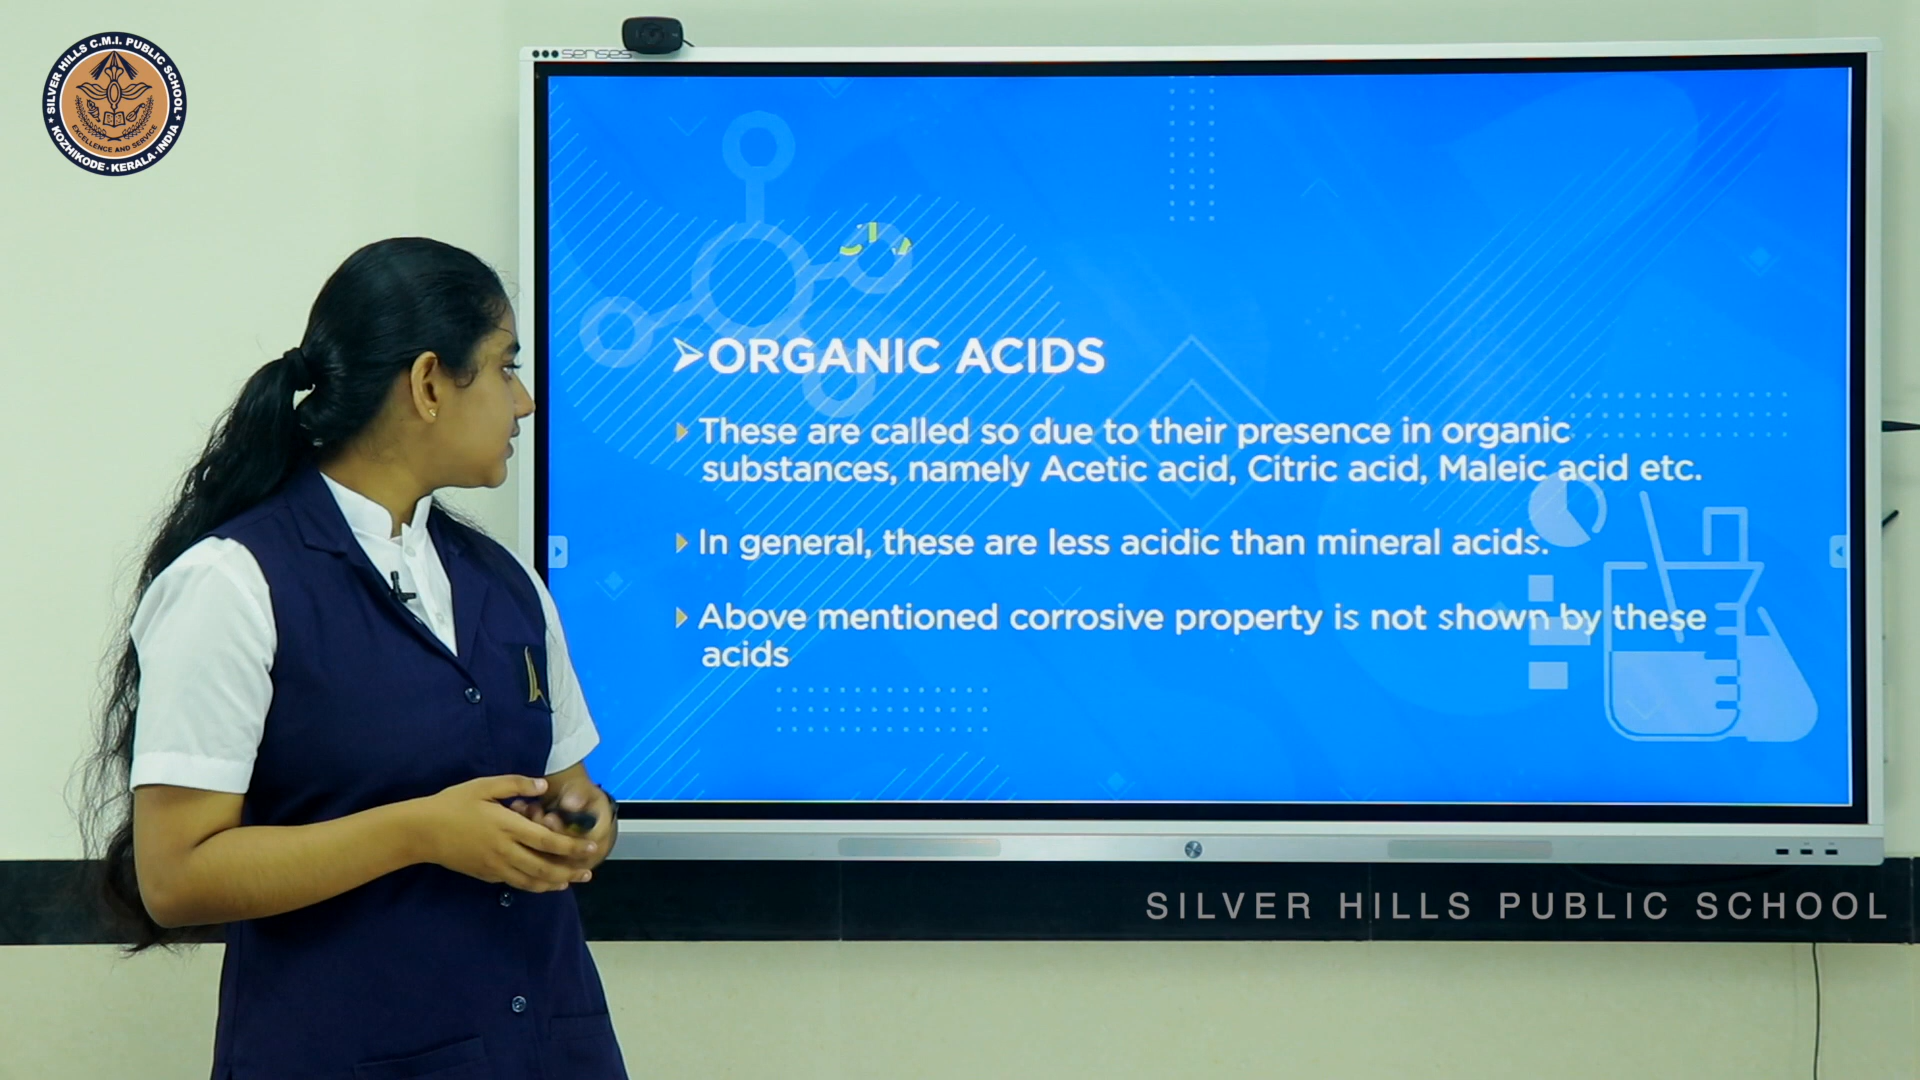 SILVER HILLS C.M.I. PUBLIC SCHOOL
EXCELLENCE AND SERVICE
KOZHIKODE · KERALA · INDIA
senses
➢ORGANIC ACIDS
These are called so due to their presence in organic
substances, namely Acetic acid, Citric acid, Maleic acid etc.
In general, these are less acidic than mineral acids.
Above mentioned corrosive property is not shown by these
acids
SILVER HILLS PUBLIC SCHOOL